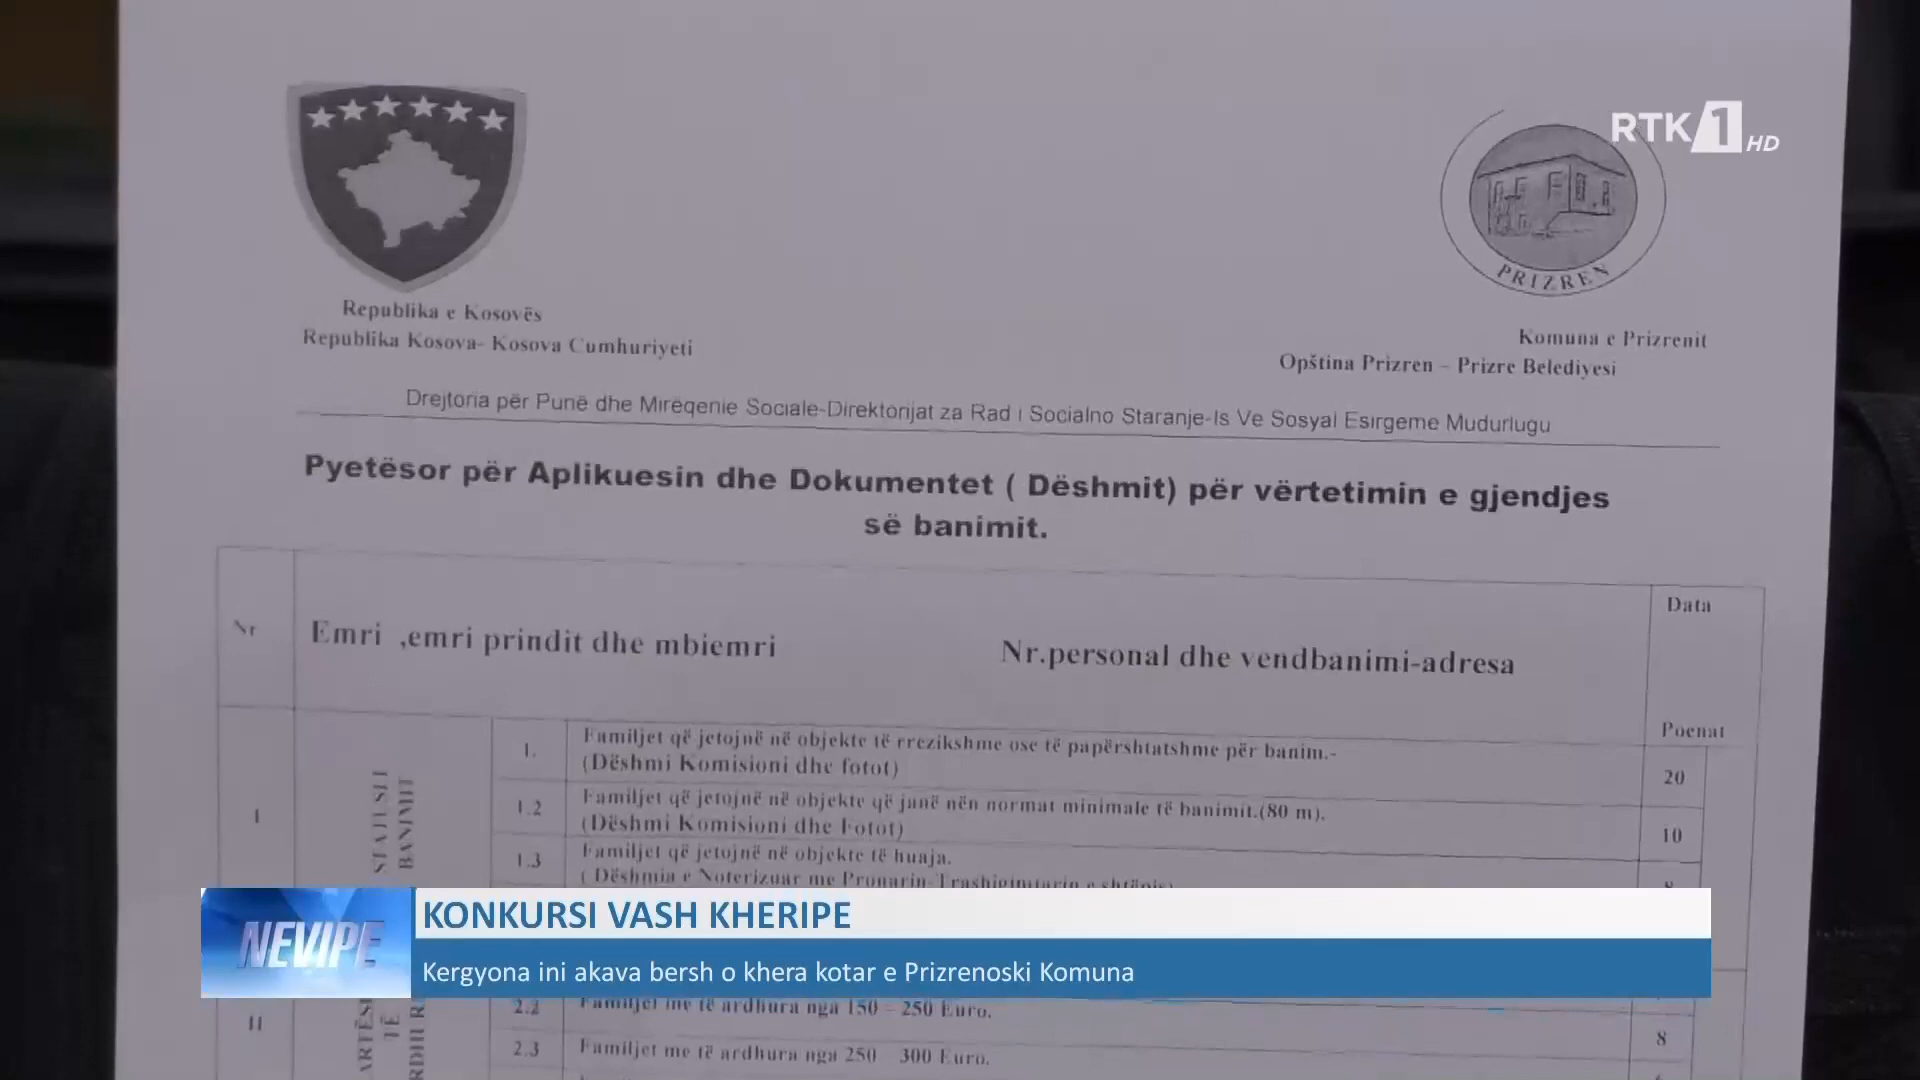 RTK 1 HD
PRIZREN
Republika e Kosovës
Republika Kosova- Kosova Cumhuriyeti
Komuna e Prizrenit
Opština Prizren – Prizre Belediyesi
Drejtoria për Punë dhe Mirëqenie Sociale-Direktorijat za Rad i Socialno Staranje-Is Ve Sosyal Esirgeme Mudurlugu
Pyetësor për Aplikuesin dhe Dokumentet ( Dëshmit) për vërtetimin e gjendjes
së banimit.
Nr
Emri ,emri prindit dhe mbiemri
Nr.personal dhe vendbanimi-adresa
Data
Poenat
I
STATUSI I
BANIMIT
1.
Familjet që jetojnë në objekte të rrezikshme ose të papërshtatshme për banim.-
(Dëshmi Komisioni dhe fotot)
20
1.2
Familjet që jetojnë në objekte që janë nën normat minimale të banimit.(80 m).
(Dëshmi Komisioni dhe Fotot)
10
1.3
Familjet që jetojnë në objekte të huaja.
( Dëshmia e Noterizuar me Pronarin
NEVIPE
KONKURSI VASH KHERIPE
Kergyona ini akava bersh o khera kotar e Prizrenoski Komuna
II
TË
2.2
Familjet me të ardhura nga 150 – 250 Euro.
8
2.3
Familjet me të ardhura nga 250 300 Euro.